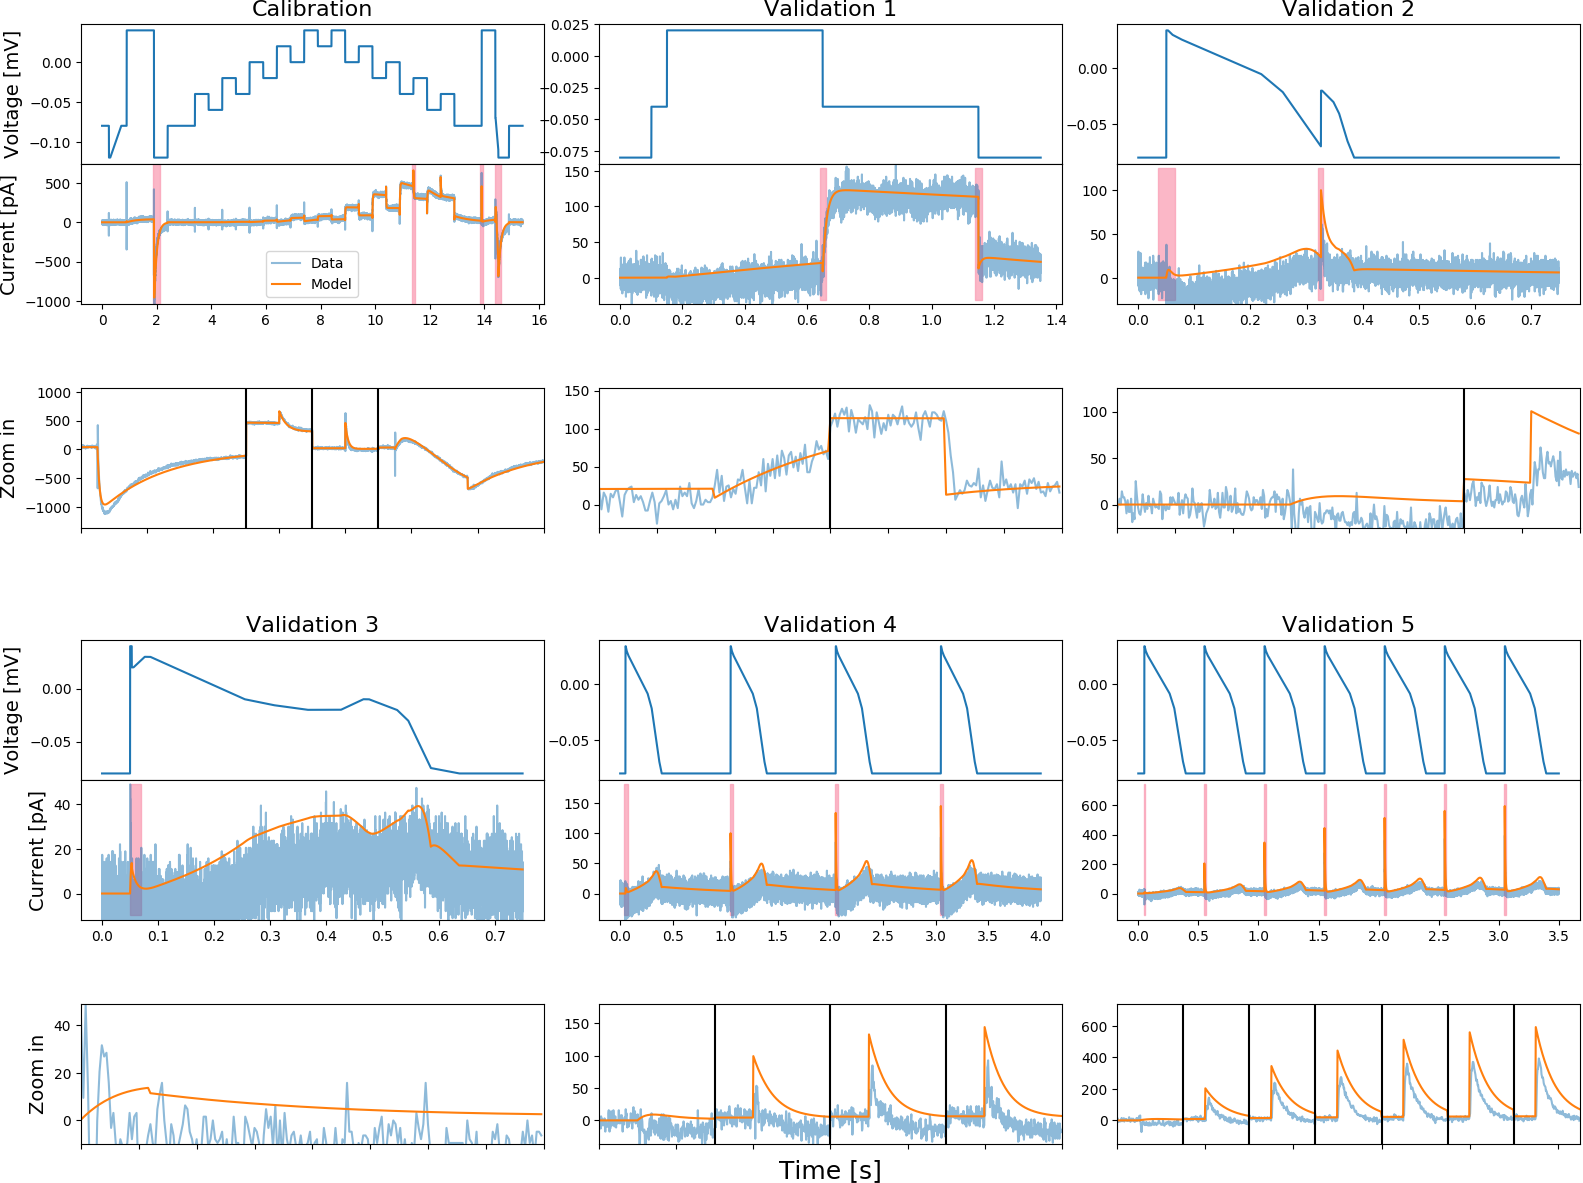 Calibration
Validation 1
Validation 2
Voltage [mV]
0.00
−0.05
−0.10
0.025
0.000
−0.025
−0.050
−0.075
0.00
−0.05
Current [pA]
500
0
−500
−1000
Data
Model
150
100
50
0
100
50
0
0 2 4 6 8 10 12 14 16
0.0 0.2 0.4 0.6 0.8 1.0 1.2 1.4
0.0 0.1 0.2 0.3 0.4 0.5 0.6 0.7
Zoom in
1000
500
0
−500
−1000
150
100
50
0
100
50
0
Validation 3
Validation 4
Validation 5
Voltage [mV]
0.00
−0.05
0.00
−0.05
0.00
−0.05
Current [pA]
40
20
0
150
100
50
0
600
400
200
0
0.0 0.1 0.2 0.3 0.4 0.5 0.6 0.7
0.0 0.5 1.0 1.5 2.0 2.5 3.0 3.5 4.0
0.0 0.5 1.0 1.5 2.0 2.5 3.0 3.5
Zoom in
40
20
0
150
100
50
0
600
400
200
0
Time [s]